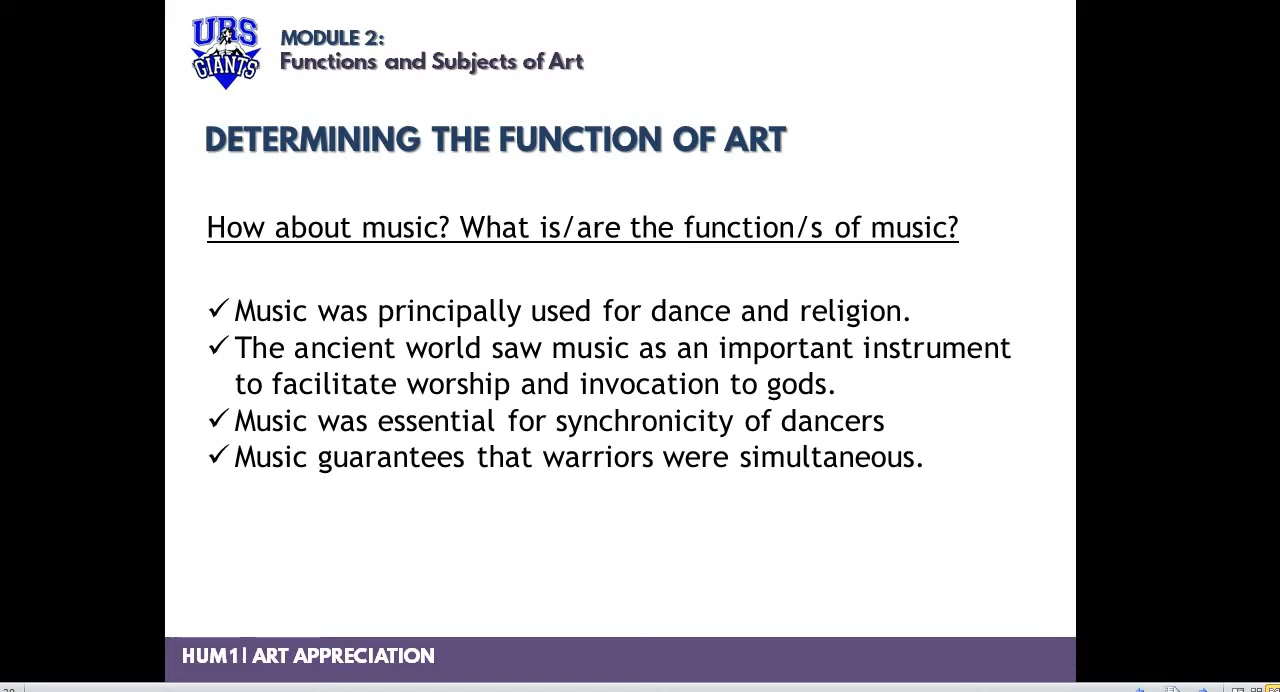 URS
GIANTS
MODULE 2:
Functions and Subjects of Art
DETERMINING THE FUNCTION OF ART
How about music? What is/are the function/s of music?
✓ Music was principally used for dance and religion.
✓ The ancient world saw music as an important instrument
to facilitate worship and invocation to gods.
✓ Music was essential for synchronicity of dancers
✓ Music guarantees that warriors were simultaneous.
HUM1| ART APPRECIATION